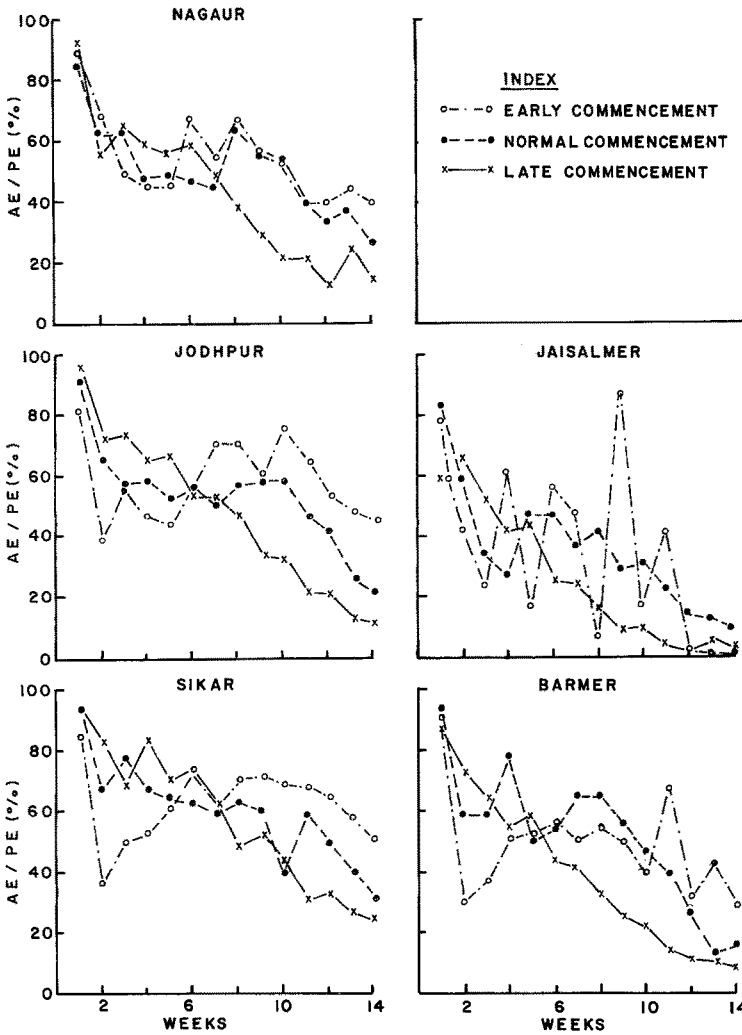 NAGAUR
100
80
60
40
20
0
AE / PE (%)
INDEX
EARLY COMMENCEMENT
NORMAL COMMENCEMENT
LATE COMMENCEMENT
JODHPUR
100
80
60
40
20
0
AE / PE (%)
JAISALMER
SIKAR
100
80
60
40
20
0
AE / PE (%)
2 6 10 14
WEEKS
BARMER
2 6 10 14
WEEKS